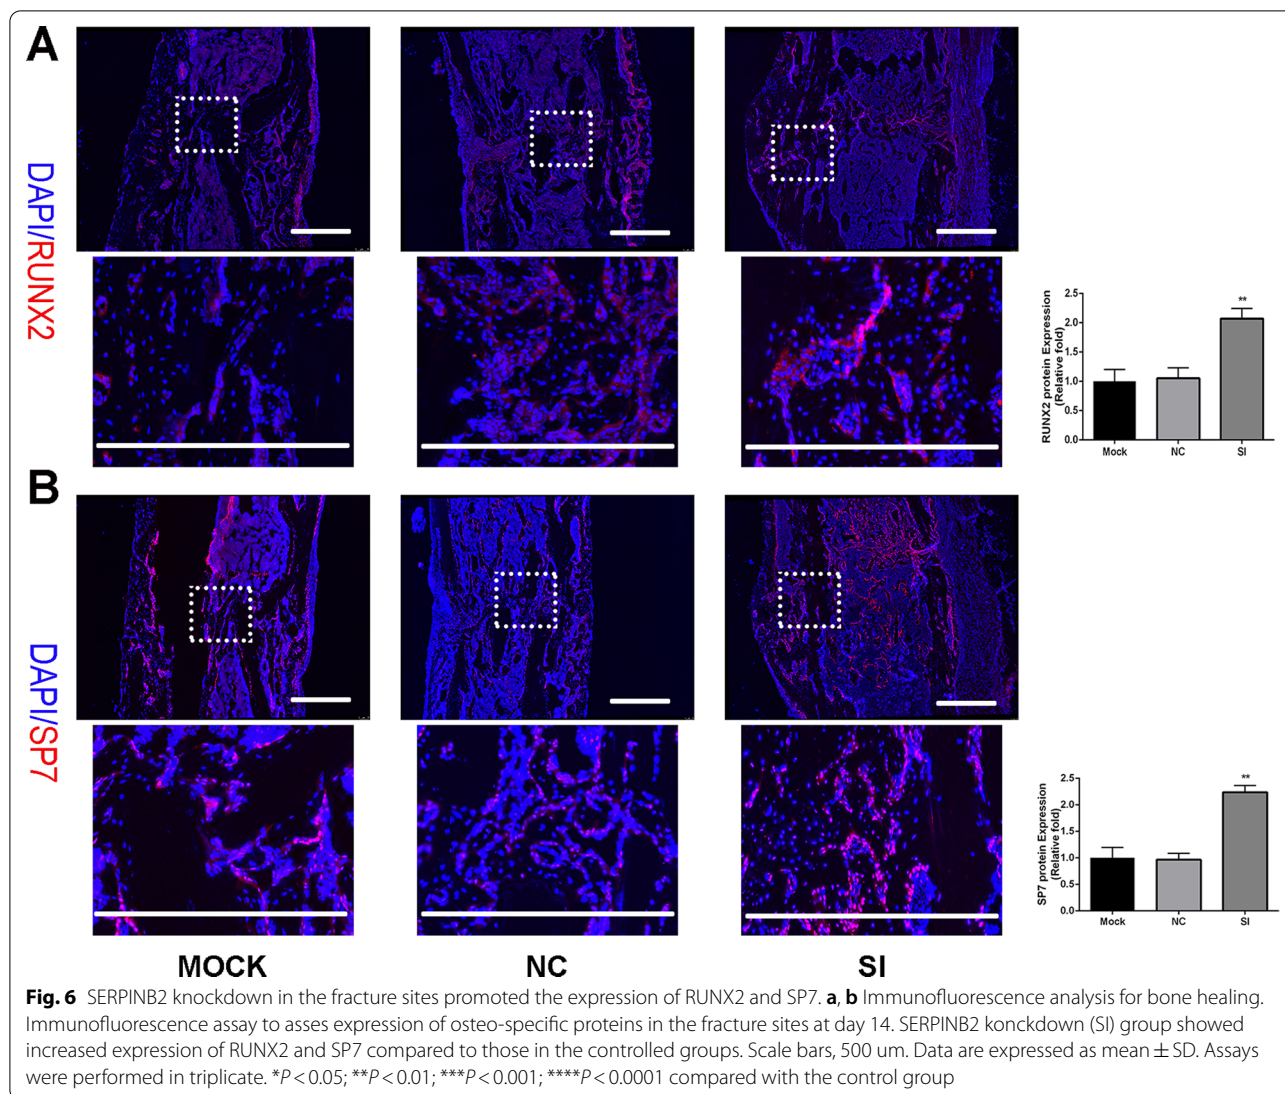 A
DAPI/RUNX2
RUNX2 protein Expression
(Relative fold)
2.5
2.0
1.5
1.0
0.5
0.0
**
Mock NC SI
B
DAPI/SP7
SP7 protein Expression
(Relative fold)
2.5
2.0
1.5
1.0
0.5
0.0
**
Mock NC SI
MOCK NC SI
Fig. 6 SERPINB2 knockdown in the fracture sites promoted the expression of RUNX2 and SP7. a, b Immunofluorescence analysis for bone healing.
Immunofluorescence assay to asses expression of osteo-specific proteins in the fracture sites at day 14. SERPINB2 konckdown (SI) group showed
increased expression of RUNX2 and SP7 compared to those in the controlled groups. Scale bars, 500 um. Data are expressed as mean ± SD. Assays
were performed in triplicate. *P < 0.05; **P < 0.01; ***P < 0.001; ****P < 0.0001 compared with the control group